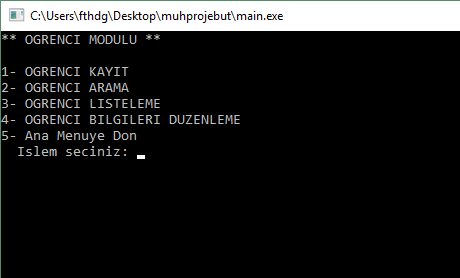 C:\Users\fthdg\Desktop\muhprojebut\main.exe
** OGRENCI MODULU **
1- OGRENCI KAYIT
2- OGRENCI ARAMA
3- OGRENCI LISTELEME
4- OGRENCI BILGILERI DUZENLEME
5- Ana Menuye Don
Islem seciniz: